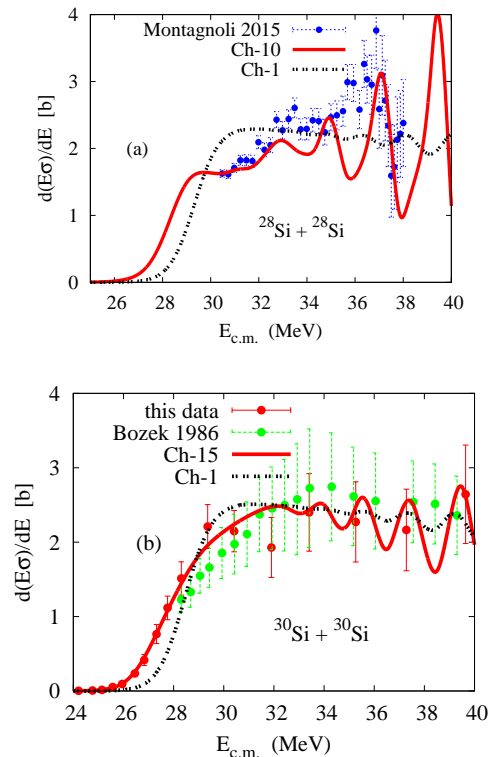 Montagnoli 2015
Ch-10
Ch-1
(a)
²⁸Si + ²⁸Si
d(Eσ)/dE [b]
4
3
2
1
0
26 28 30 32 34 36 38 40
E_c.m. (MeV)
this data
Bozek 1986
Ch-15
Ch-1
(b)
³⁰Si + ³⁰Si
d(Eσ)/dE [b]
4
3
2
1
0
24 26 28 30 32 34 36 38 40
E_c.m. (MeV)